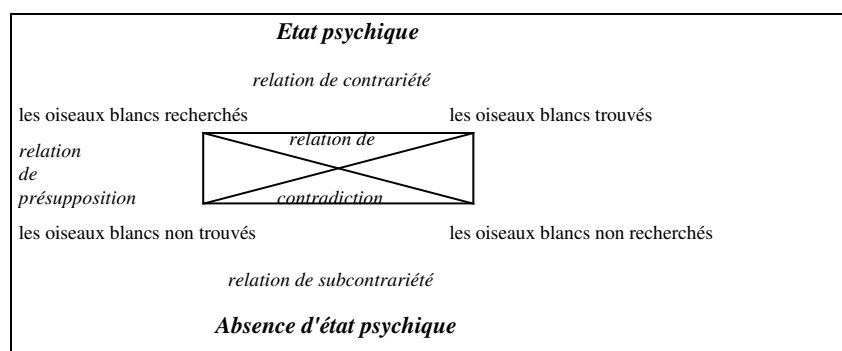 Etat psychique
relation de contrariété
les oiseaux blancs recherchés les oiseaux blancs trouvés
relation de
relation
de
présupposition
contradiction
les oiseaux blancs non trouvés les oiseaux blancs non recherchés
relation de subcontrariété
Absence d'état psychique